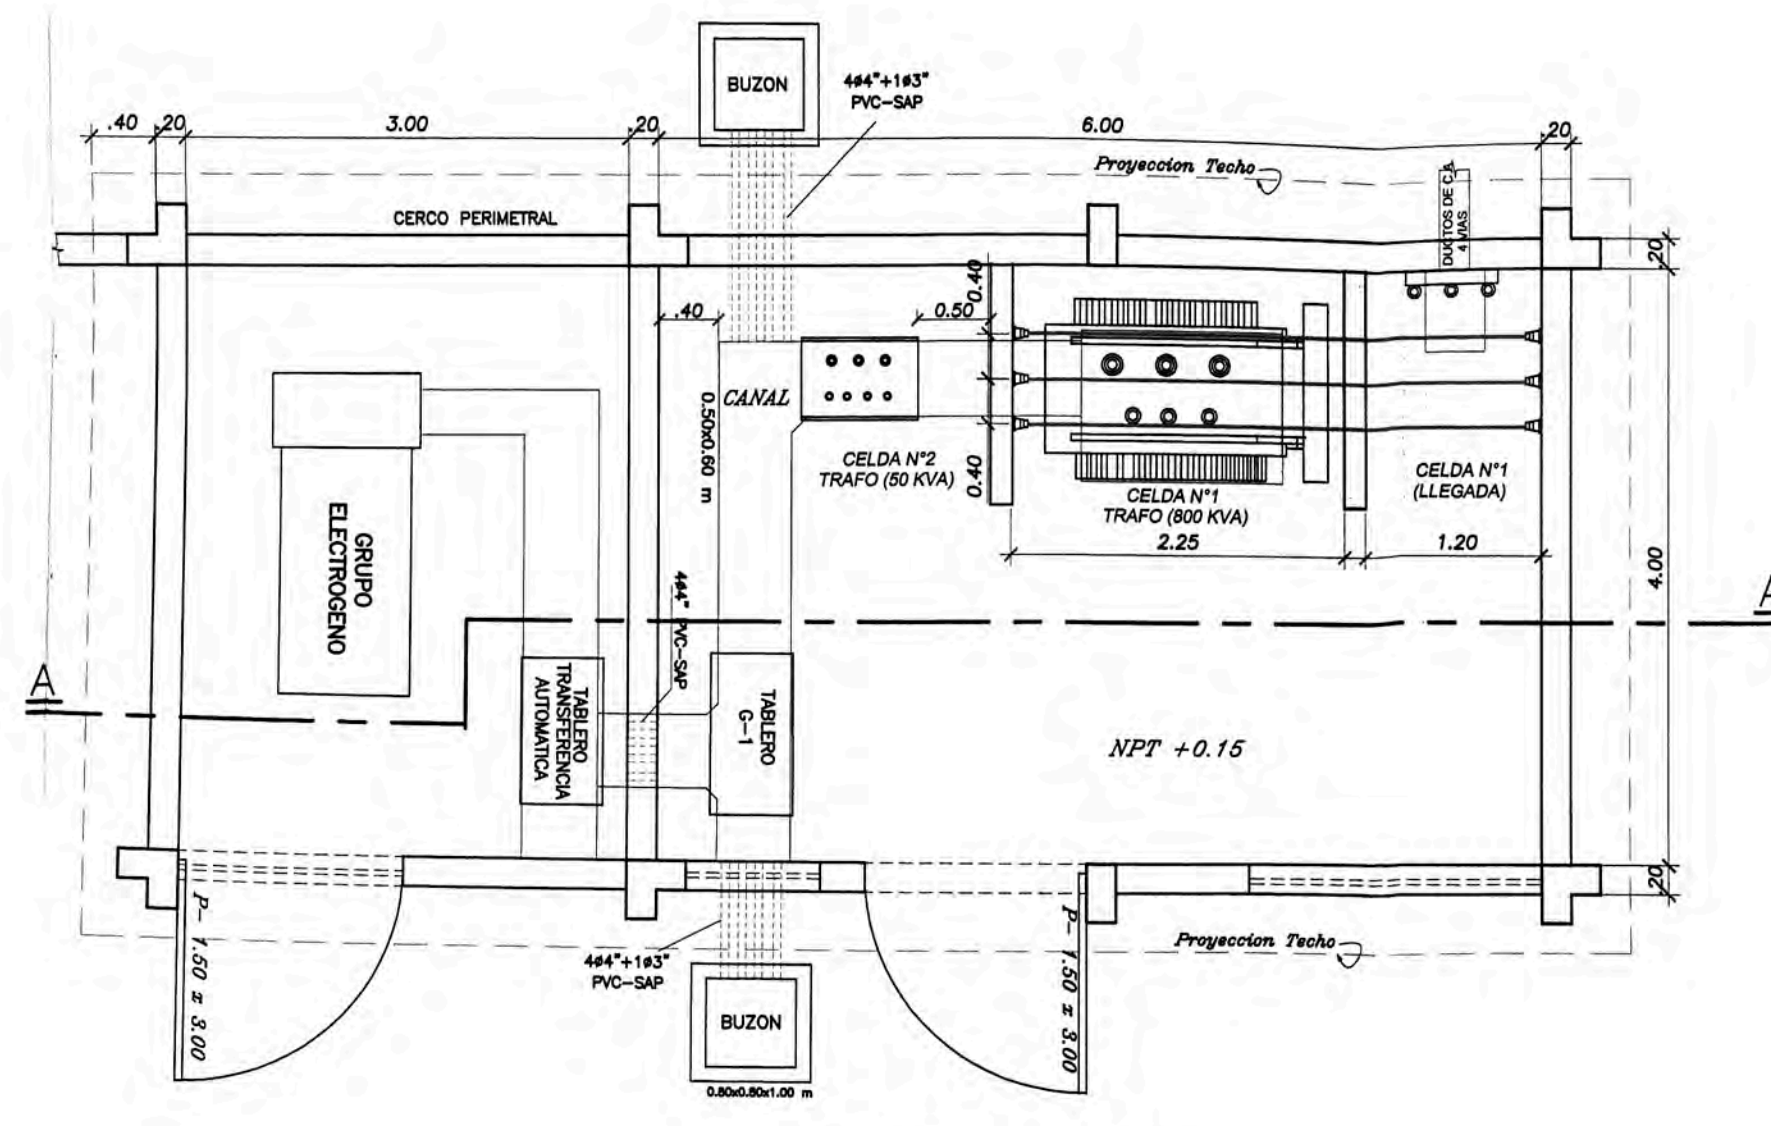 BUZON
4ø4"+1ø3"
PVC-SAP
.40
.20
3.00
.20
6.00
.20
Proyeccion Techo
CERCO PERIMETRAL
DUCTOS DE C.A
4 VIAS
.20
.40
0.50
0.40
CANAL
0.50x0.60 m
CELDA N°2
TRAFO (50 KVA)
0.40
CELDA N°1
TRAFO (800 KVA)
CELDA N°1
(LLEGADA)
2.25
1.20
4.00
GRUPO
ELECTROGENO
4ø4" PVC-SAP
A
A
TABLERO
TRANSFERENCIA
AUTOMATICA
TABLERO
G-1
NPT +0.15
.20
P- 1.50 x 3.00
P- 1.50 x 3.00
Proyeccion Techo
4ø4"+1ø3"
PVC-SAP
BUZON
0.80x0.80x1.00 m